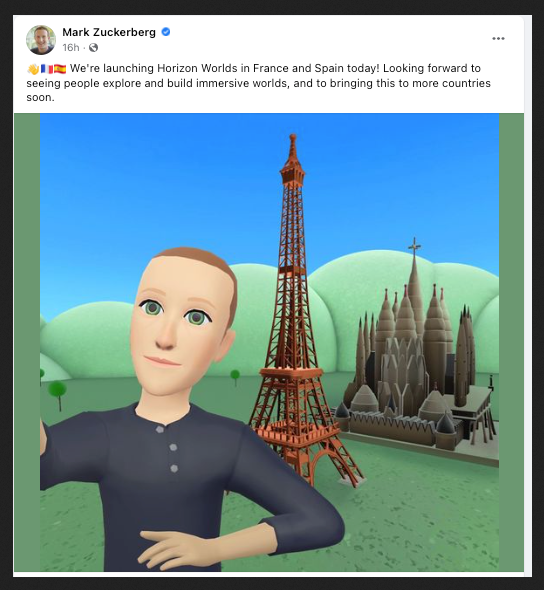 Mark Zuckerberg
16h ·
👋🇫🇷🇪🇸 We're launching Horizon Worlds in France and Spain today! Looking forward to
seeing people explore and build immersive worlds, and to bringing this to more countries
soon.